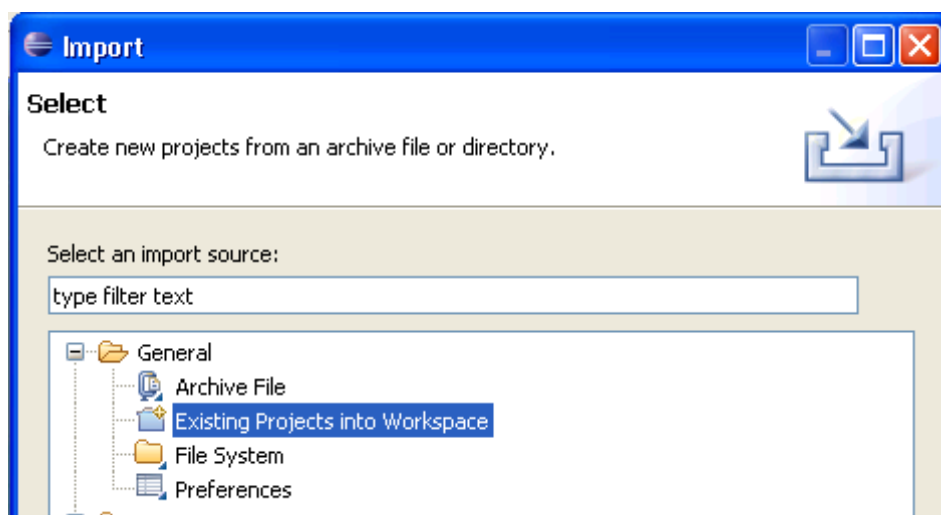 Import
Select
Create new projects from an archive file or directory.
Select an import source:
type filter text
General
Archive File
Existing Projects into Workspace
File System
Preferences